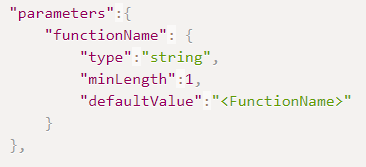 "parameters":{
    "functionName": {
        "type":"string",
        "minLength":1,
        "defaultValue":"<FunctionName>"
    }
},